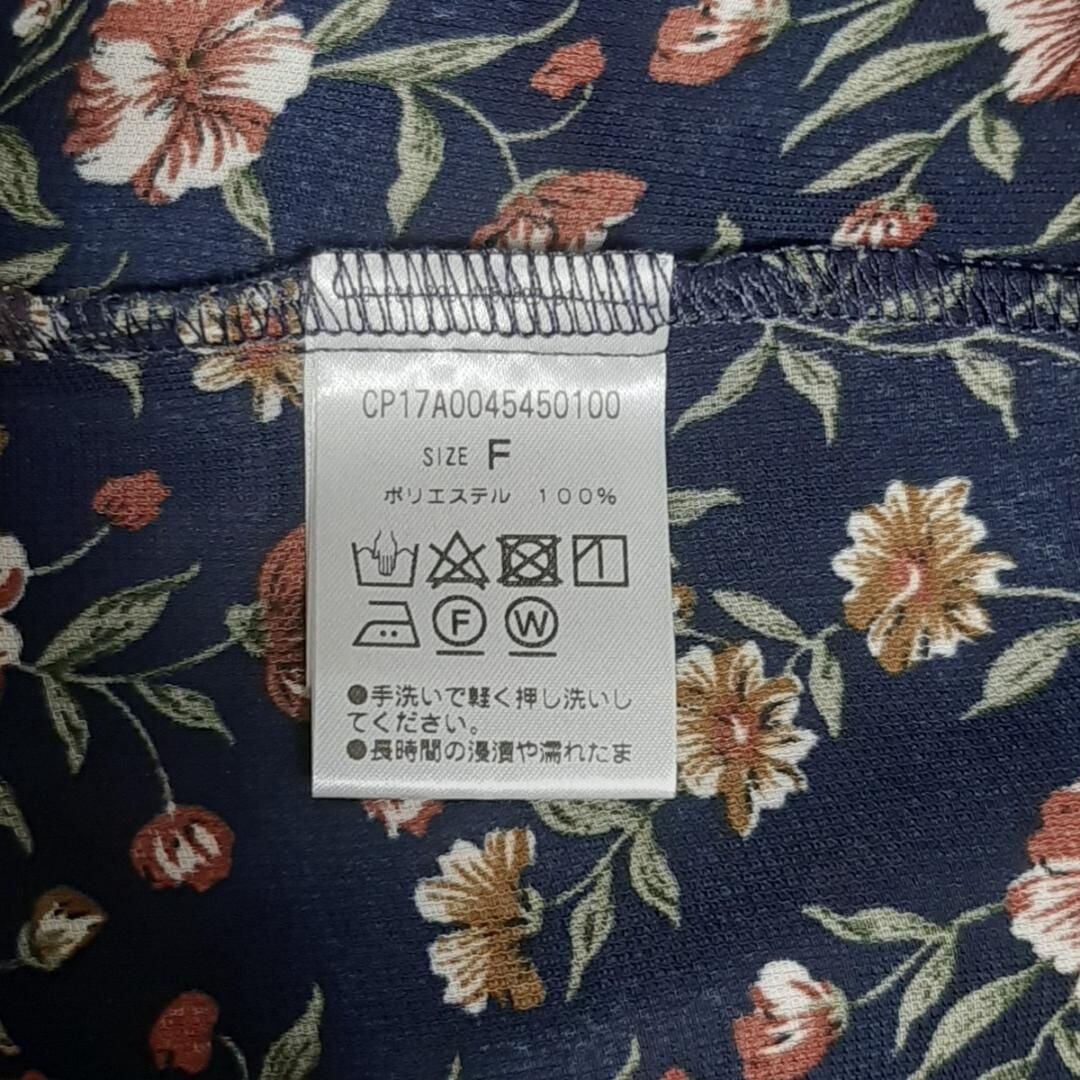 CP17A0045450100
SIZE F
ポリエステル 100%
F W
●手洗いで軽く押し洗いし
てください。
●長時間の浸漬や濡れたま